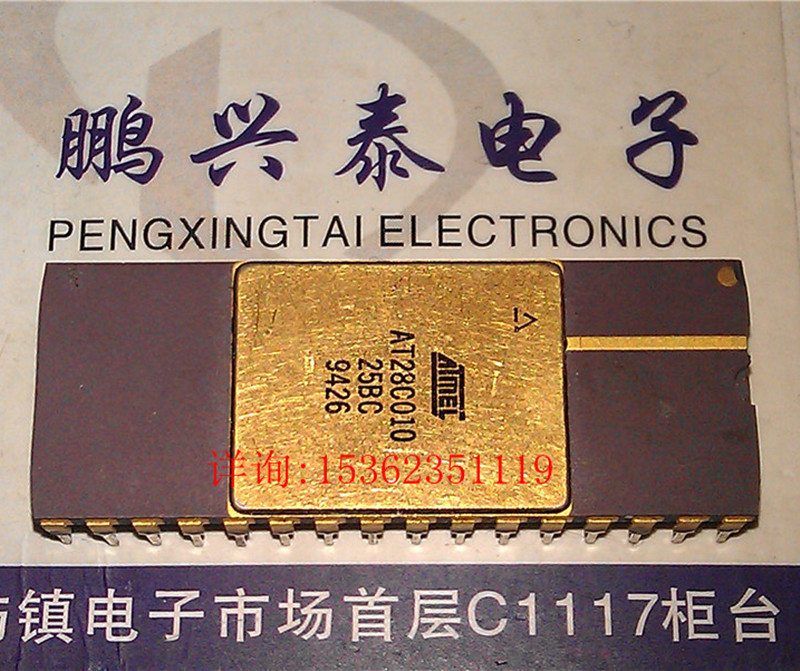 鹏兴泰电子
PENGXINGTAI ELECTRONICS
ATMEL
AT28C010
25BC
9426
详询:15362351119
镇电子市场首层C1117柜台